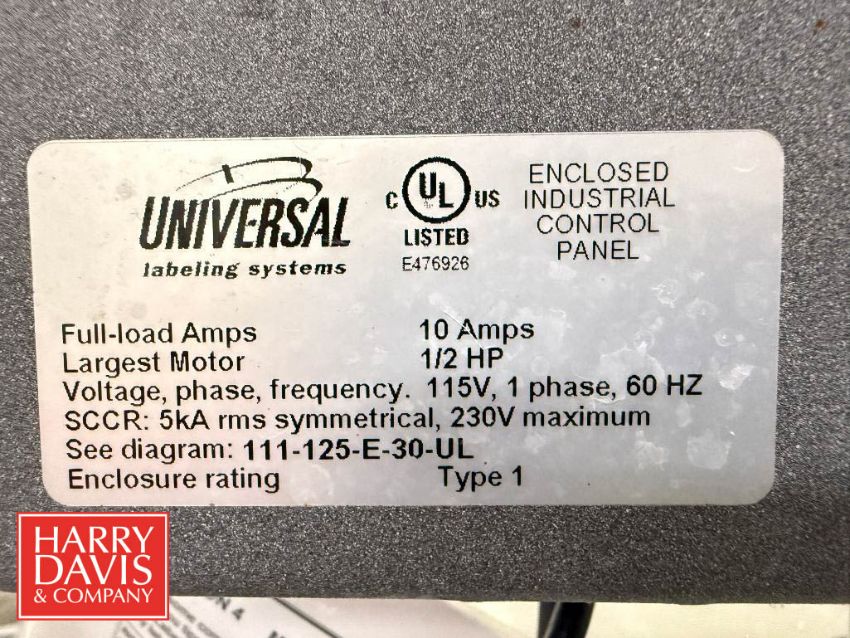 UNIVERSAL
labeling systems
C UL US
LISTED
E476926
ENCLOSED
INDUSTRIAL
CONTROL
PANEL
Full-load Amps 10 Amps
Largest Motor 1/2 HP
Voltage, phase, frequency. 115V, 1 phase, 60 HZ
SCCR: 5kA rms symmetrical, 230V maximum
See diagram: 111-125-E-30-UL
Enclosure rating Type 1
HARRY
DAVIS
& COMPANY